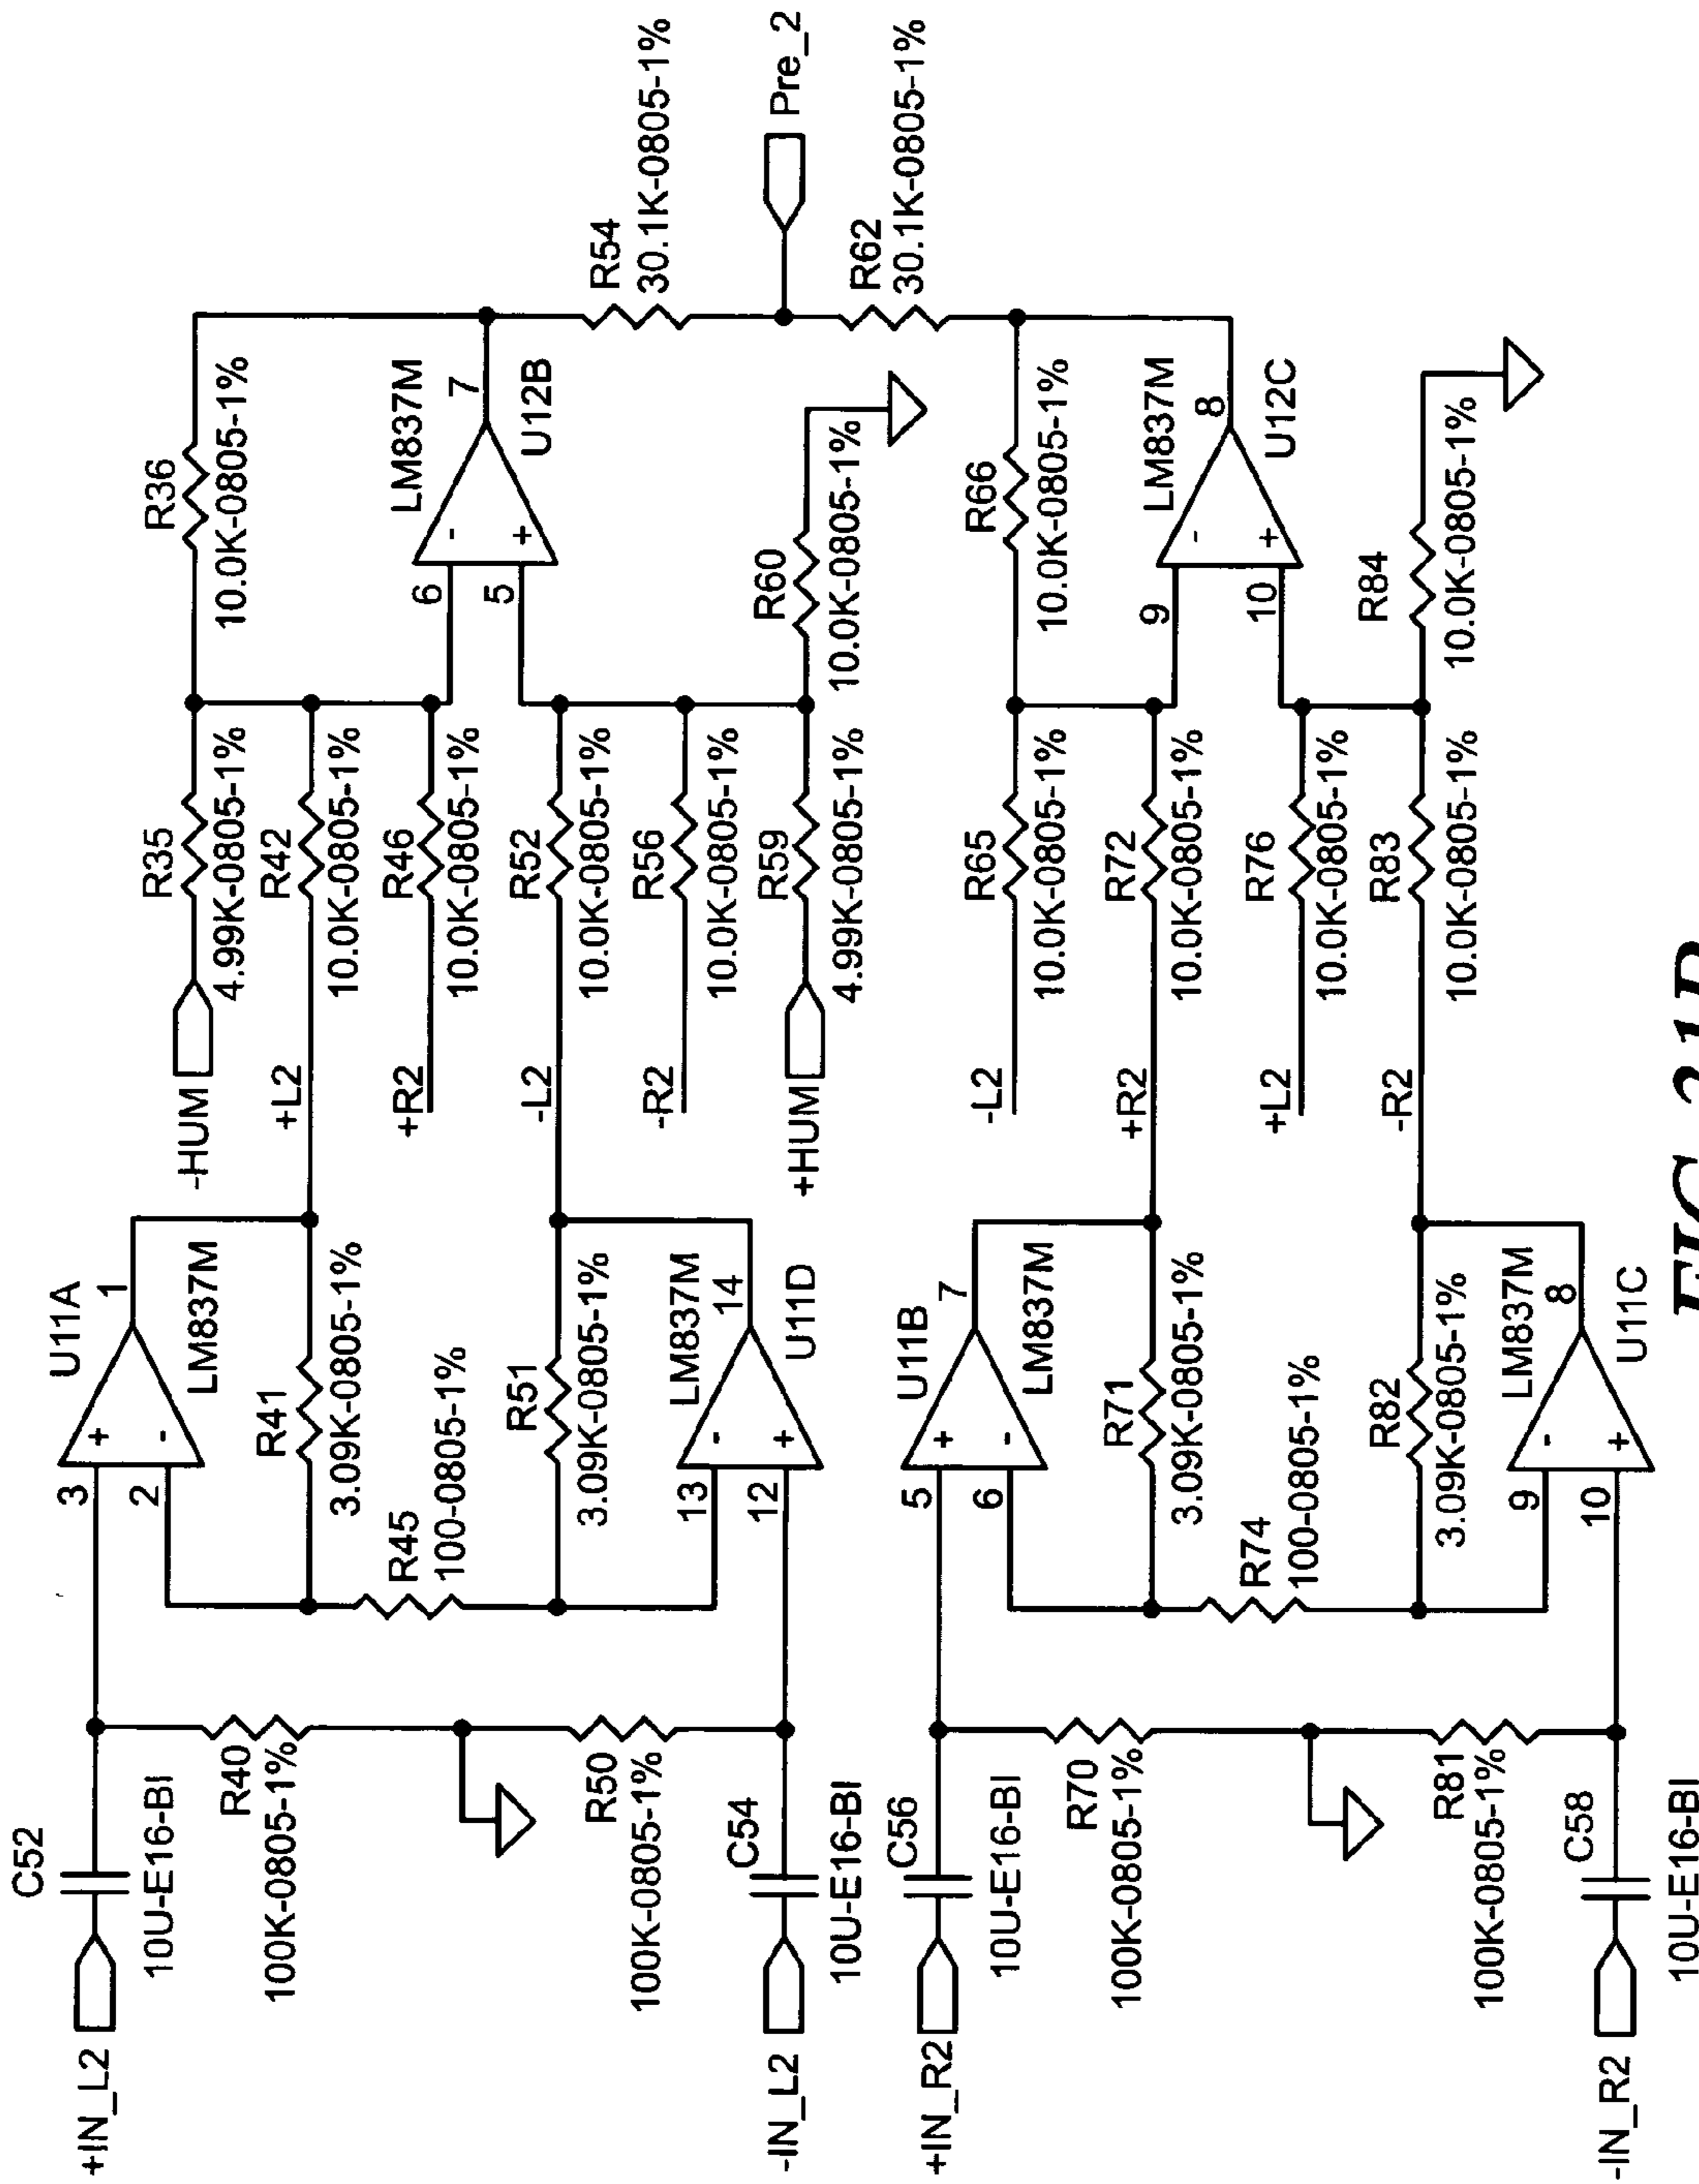 +IN_L2
C52
10U-E16-BI
R40
100K-0805-1%
R50
100K-0805-1%
C54
10U-E16-BI
-IN_L2
3
2
+
-
U11A
1
LM837M
R41
3.09K-0805-1%
R45
100-0805-1%
R51
3.09K-0805-1%
13
12
-
+
LM837M
14
U11D
-HUM
R35
4.99K-0805-1%
+L2
R42
10.0K-0805-1%
+R2
R46
10.0K-0805-1%
-L2
R52
10.0K-0805-1%
-R2
R56
10.0K-0805-1%
+HUM
R59
4.99K-0805-1%
R36
10.0K-0805-1%
6
5
-
+
LM837M
7
U12B
R60
10.0K-0805-1%
R54
30.1K-0805-1%
Pre_2
R62
30.1K-0805-1%
+IN_R2
C56
10U-E16-BI
R70
100K-0805-1%
R81
100K-0805-1%
C58
10U-E16-BI
-IN_R2
5
6
+
-
U11B
7
LM837M
R71
3.09K-0805-1%
R74
100-0805-1%
R82
3.09K-0805-1%
9
10
-
+
LM837M
8
U11C
-L2
R65
10.0K-0805-1%
+R2
R72
10.0K-0805-1%
+L2
R76
10.0K-0805-1%
-R2
R83
10.0K-0805-1%
R66
10.0K-0805-1%
9
10
-
+
LM837M
8
U12C
R84
10.0K-0805-1%